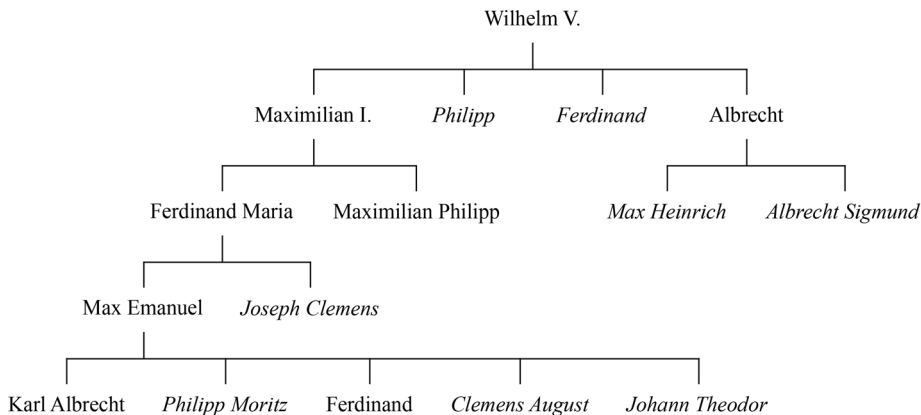 Wilhelm V.
Maximilian I. Philipp Ferdinand Albrecht
Ferdinand Maria Maximilian Philipp Max Heinrich Albrecht Sigmund
Max Emanuel Joseph Clemens
Karl Albrecht Philipp Moritz Ferdinand Clemens August Johann Theodor